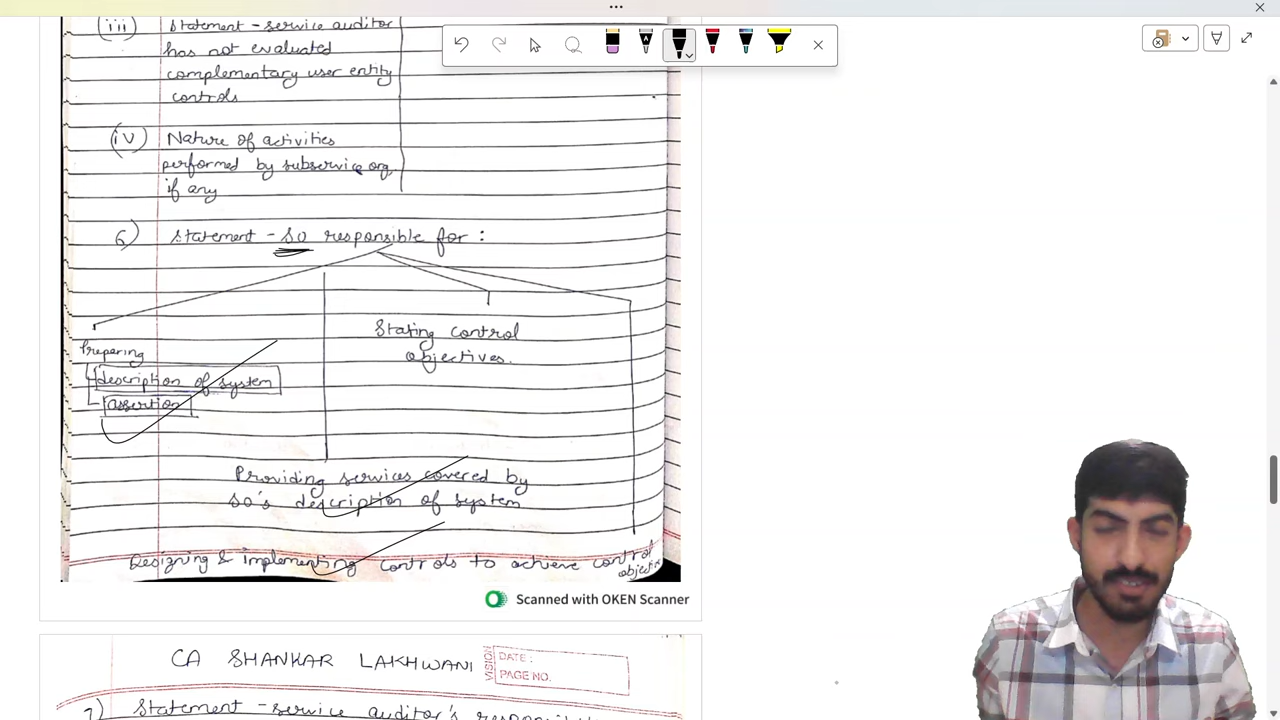 (iii) Statement - service auditor
has not evaluated
complementary user entity
controls
(iv) Nature of activities
performed by subservice org.
if any
6) Statement - SO responsible for :
Preparing
description of system
assertion
Stating control
objectives.
Providing services covered by
SO's description of system
Designing & implementing controls to achieve control
objective
Scanned with OKEN Scanner
CA SHANKAR LAKHWANI
VISION
DATE :
PAGE NO.
7) Statement - service auditor's